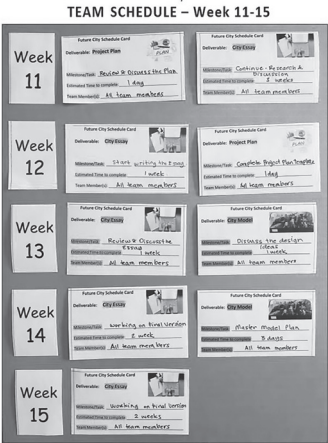 TEAM SCHEDULE – Week 11-15
Week
11
Future City Schedule Card
Deliverable: Project Plan
PLAN
Milestone/Task: Review & Discuss the Plan
Estimated Time to complete: 1 day
Team Member(s): All team members
Future City Schedule Card
Deliverable: City Essay
Milestone/Task: Continue - Research &
Discussion
Estimated Time to complete: 2 weeks
Team Member(s): All team members
Week
12
Future City Schedule Card
Deliverable: City Essay
Milestone/Task: Start writing the Essay
Estimated Time to complete: 1 week
Team Member(s): All team members
Future City Schedule Card
Deliverable: Project Plan
Milestone/Task: Complete Project Plan Template
Estimated Time to complete: 1 day
Team Member(s): All team members
Week
13
Future City Schedule Card
Deliverable: City Essay
Milestone/Task: Review & Discuss the
Essay
Estimated Time to complete: 1 week
Team Member(s): All team members
Future City Schedule Card
Deliverable: City Model
Milestone/Task: Discuss the design
ideas
Estimated Time to complete: 1 week
Team Member(s): All team members
Week
14
Future City Schedule Card
Deliverable: City Essay
Milestone/Task: Working on Final Version
Estimated Time to complete: 2 week
Team Member(s): All team members
Future City Schedule Card
Deliverable: City Model
Milestone/Task: Master Model Plan
Estimated Time to complete: 3 days
Team Member(s): All team members
Week
15
Future City Schedule Card
Deliverable: City Essay
Milestone/Task: Working on Final Version
Estimated Time to complete: 2 weeks
Team Member(s): All team members